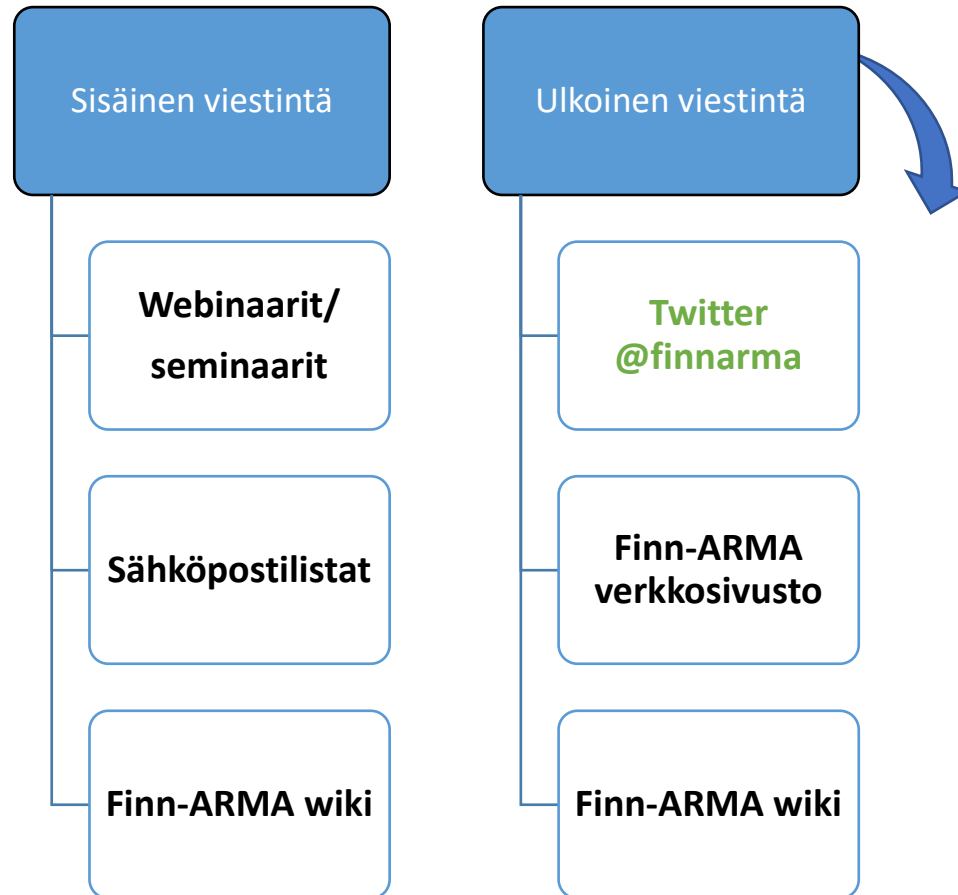 Sisäinen viestintä
Webinaarit/
seminaarit
Sähköpostilistat
Finn-ARMA wiki
Ulkoinen viestintä
Twitter
@finnarma
Finn-ARMA
verkkosivusto
Finn-ARMA wiki